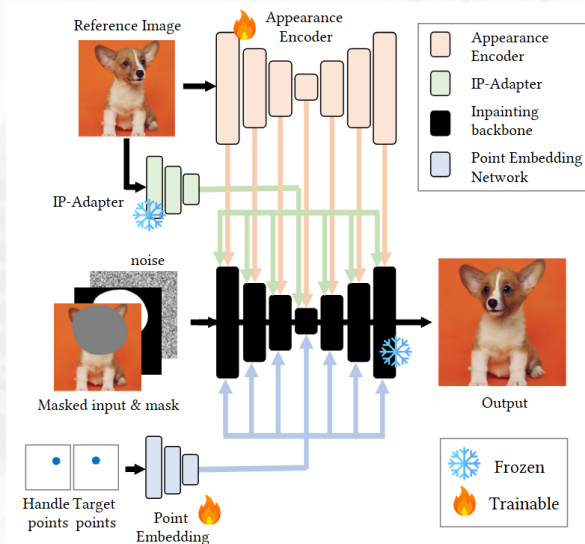 Reference Image
Appearance
Encoder
Appearance
Encoder
IP-Adapter
Inpainting
backbone
Point Embedding
Network
IP-Adapter
noise
Masked input & mask
Output
Handle Target
points points
Point
Embedding
Frozen
Trainable